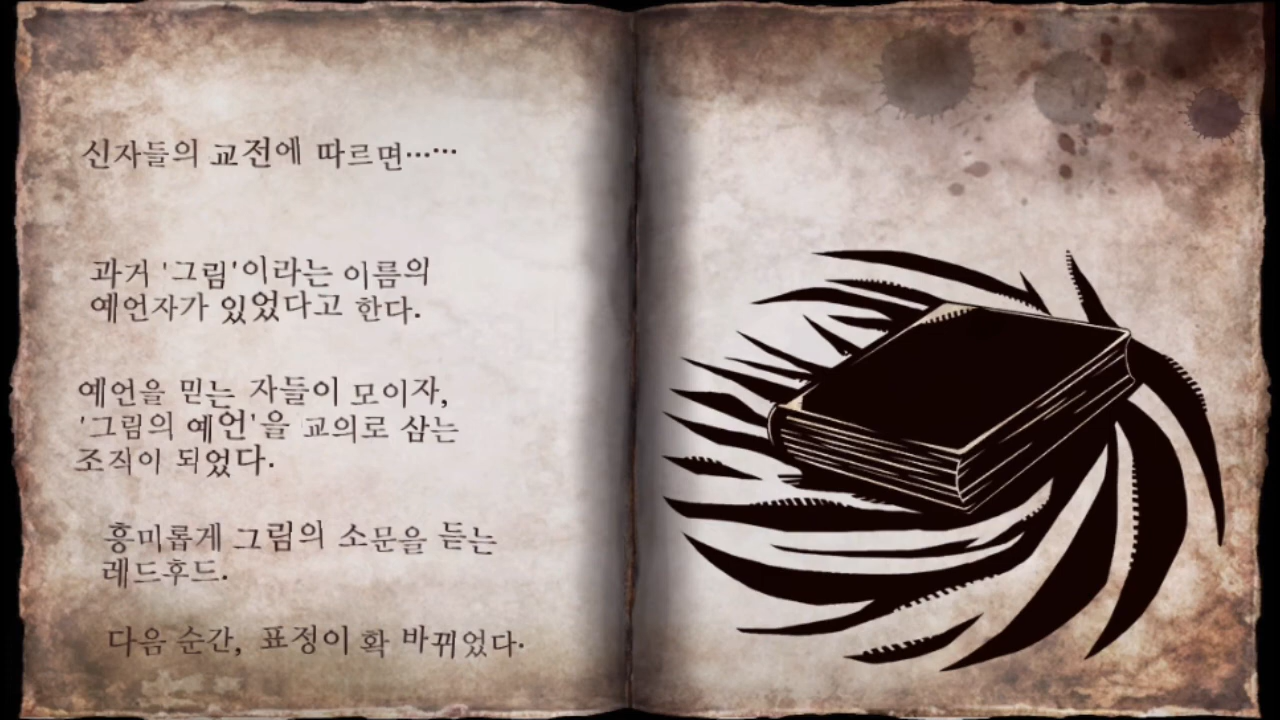 신자들의 교전에 따르면……
과거 '그림'이라는 이름의
예언자가 있었다고 한다.
예언을 믿는 자들이 모이자,
'그림의 예언'을 교의로 삼는
조직이 되었다.
흥미롭게 그림의 소문을 듣는
레드후드.
다음 순간, 표정이 확 바뀌었다.